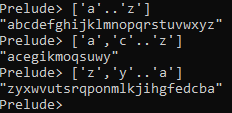 Prelude> ['a'..'z']
"abcdefghijklmnopqrstuvwxyz"
Prelude> ['a','c'..'z']
"acegikmoqsuwy"
Prelude> ['z','y'..'a']
"zyxwvutsrqponmlkjihgfedcba"
Prelude>